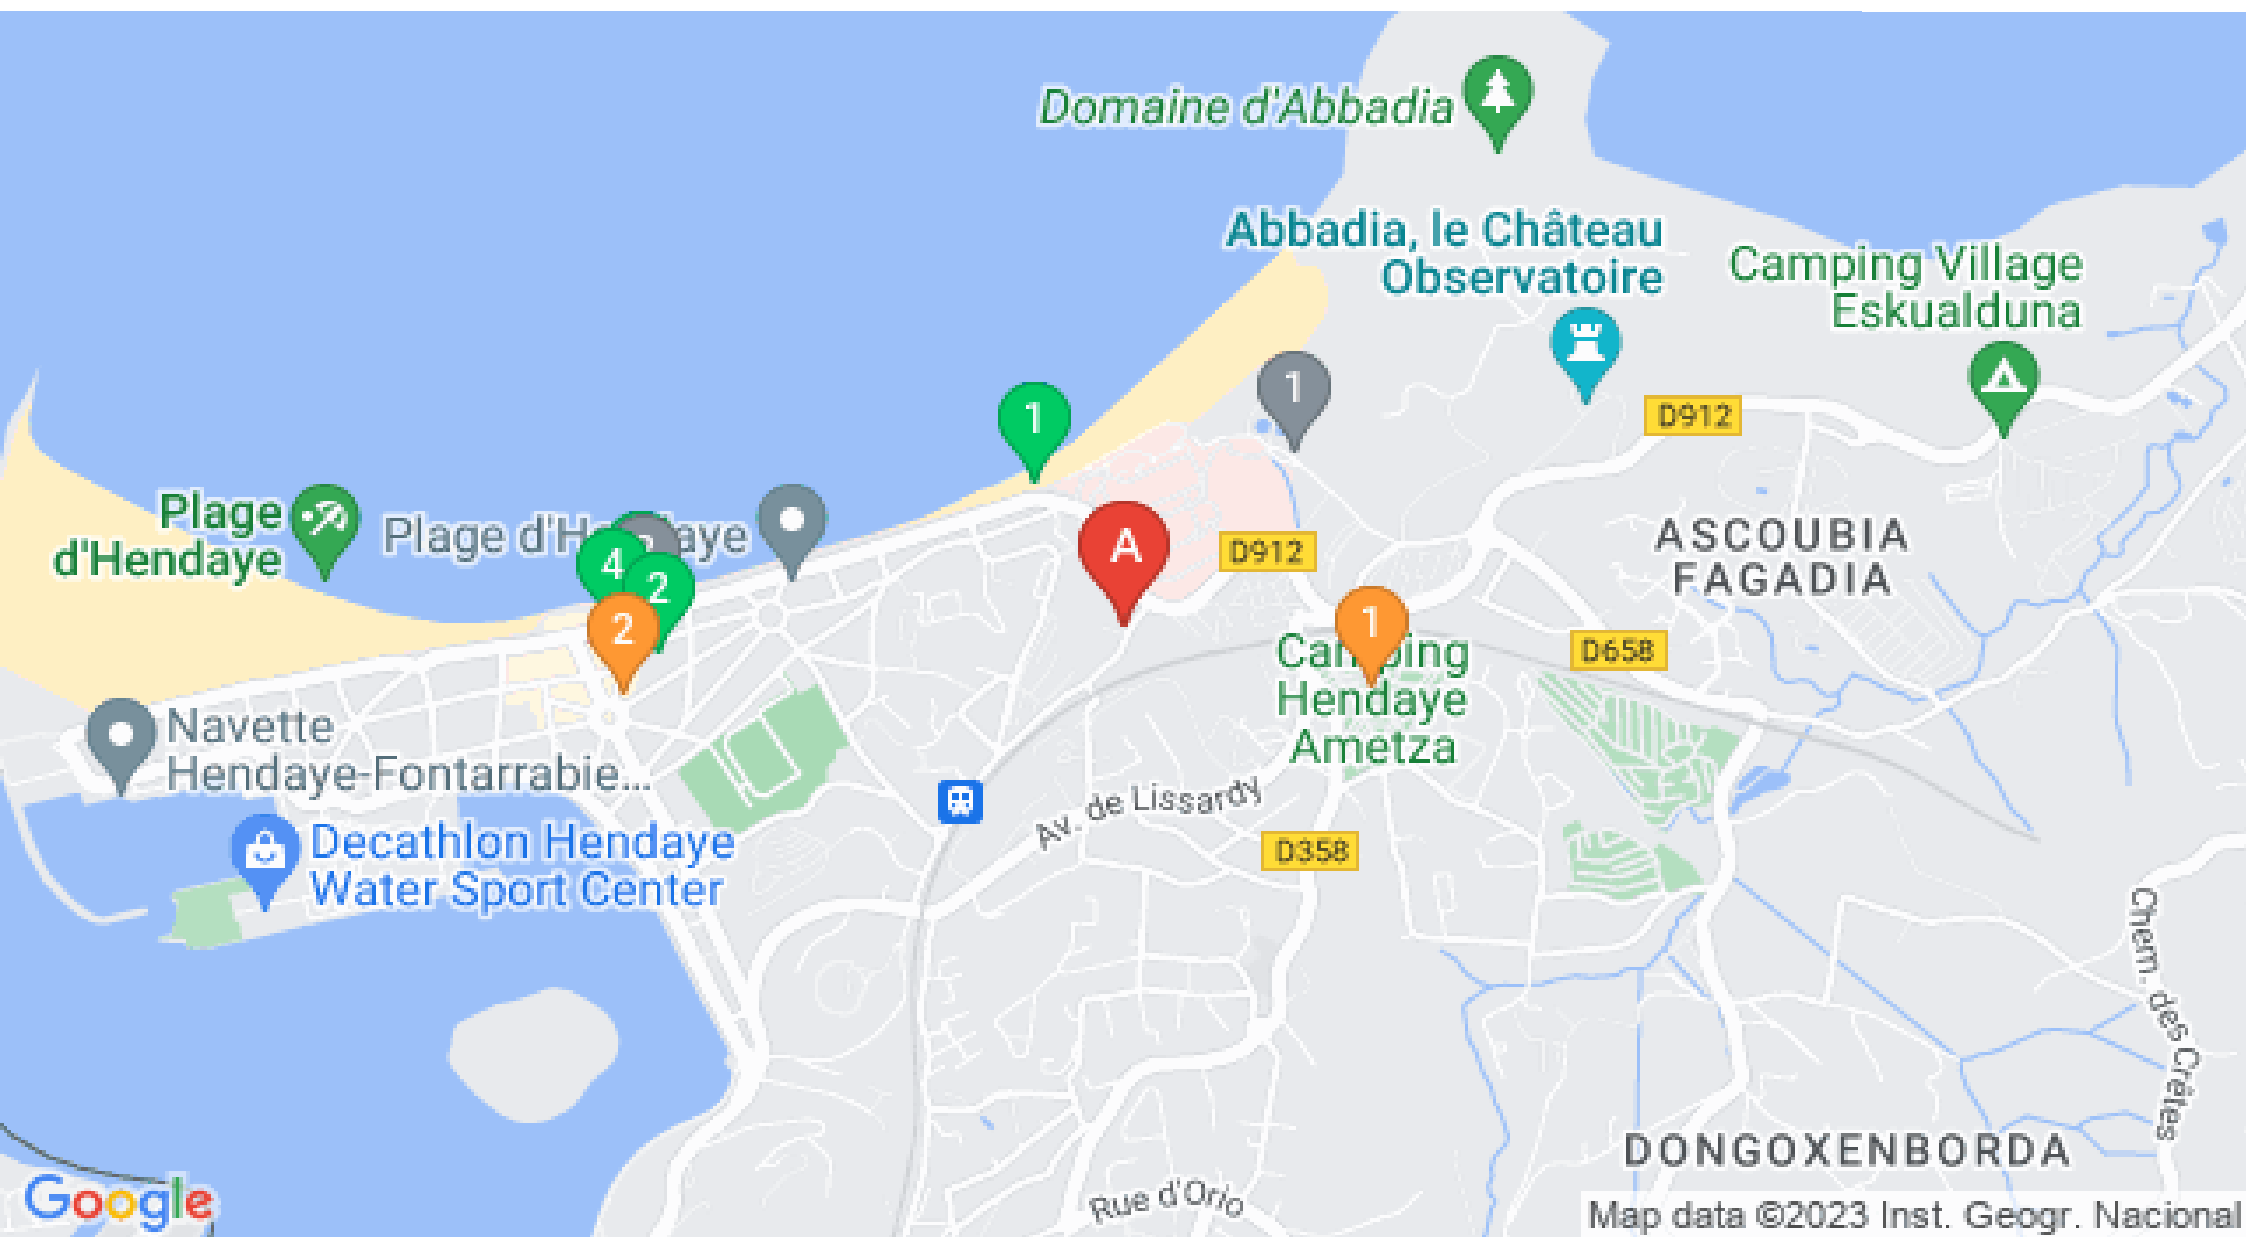 Domaine d'Abbadia
Abbadia, le Château
Observatoire
Camping Village
Eskualduna
1
1
D912
Plage
d'Hendaye
Plage d'H
aye
4
2
2
A
D912
ASCOUBIA
FAGADIA
1
D658
Camping
Hendaye
Ametza
Navette
Hendaye-Fontarrabie...
Av. de Lissardy
D358
Decathlon Hendaye
Water Sport Center
Chem. des Crêtes
DONGOXENBORDA
Rue d'Orio
Google
Map data ©2023 Inst. Geogr. Nacional